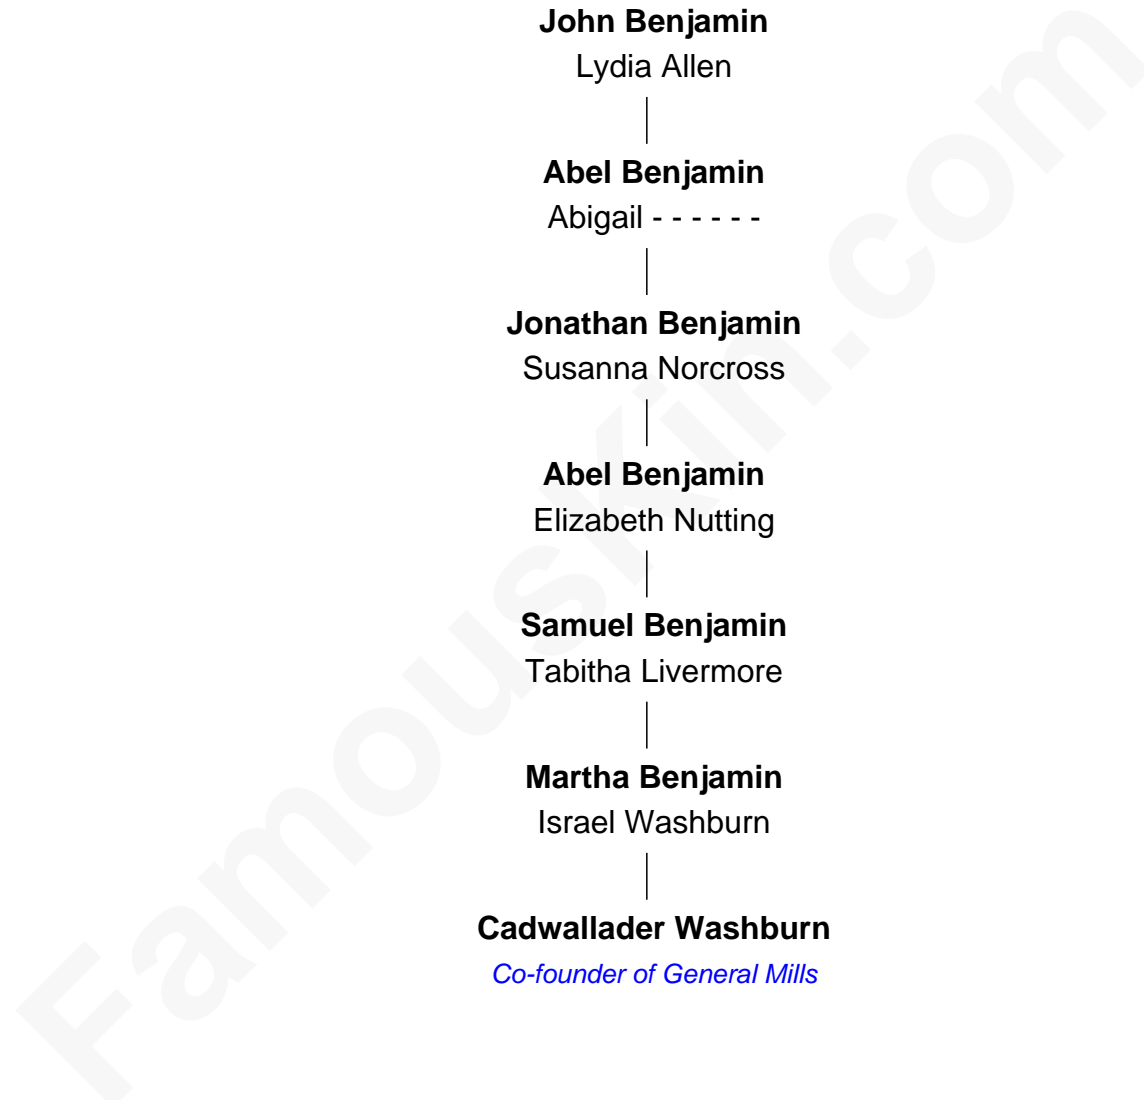 John Benjamin
Lydia Allen
Abel Benjamin
Abigail - - - - - -
Jonathan Benjamin
Susanna Norcross
Abel Benjamin
Elizabeth Nutting
Samuel Benjamin
Tabitha Livermore
Martha Benjamin
Israel Washburn
Cadwallader Washburn
Co-founder of General Mills
FamousKin.com